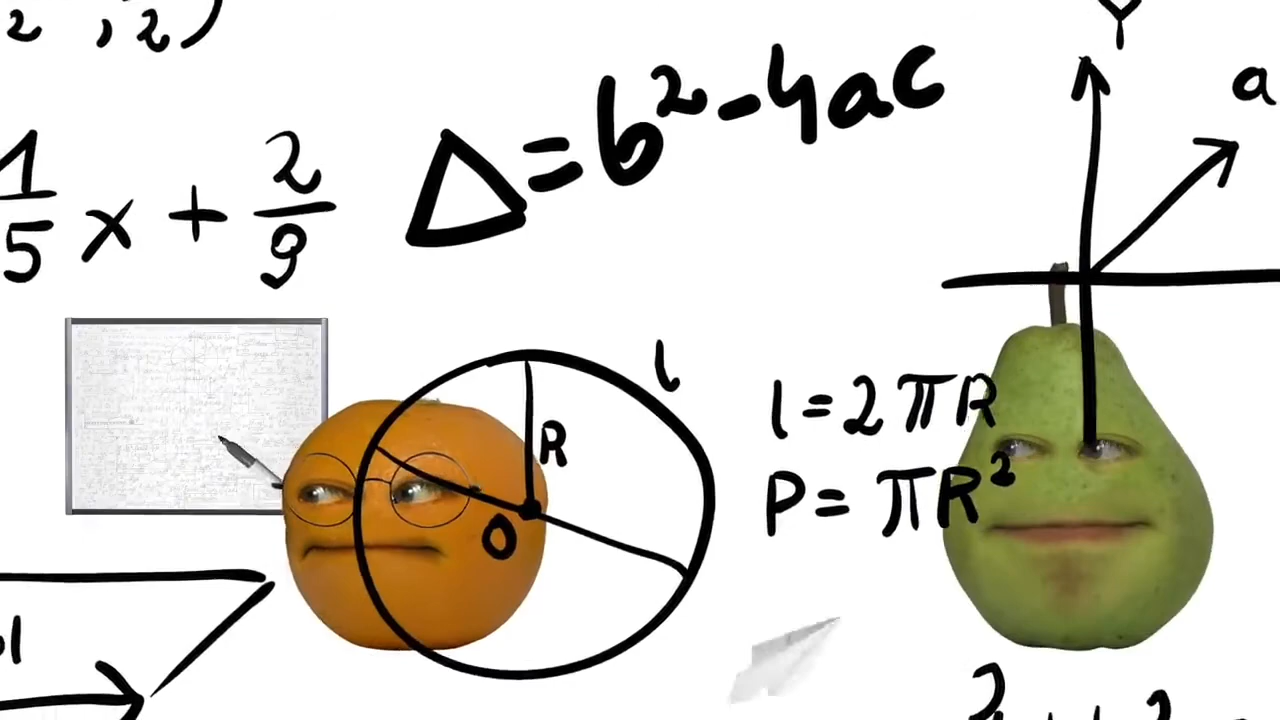 Δ=b²-4ac
Y
a
1/5 x + 2/9
l
R
O
l=2πR
P=πR²